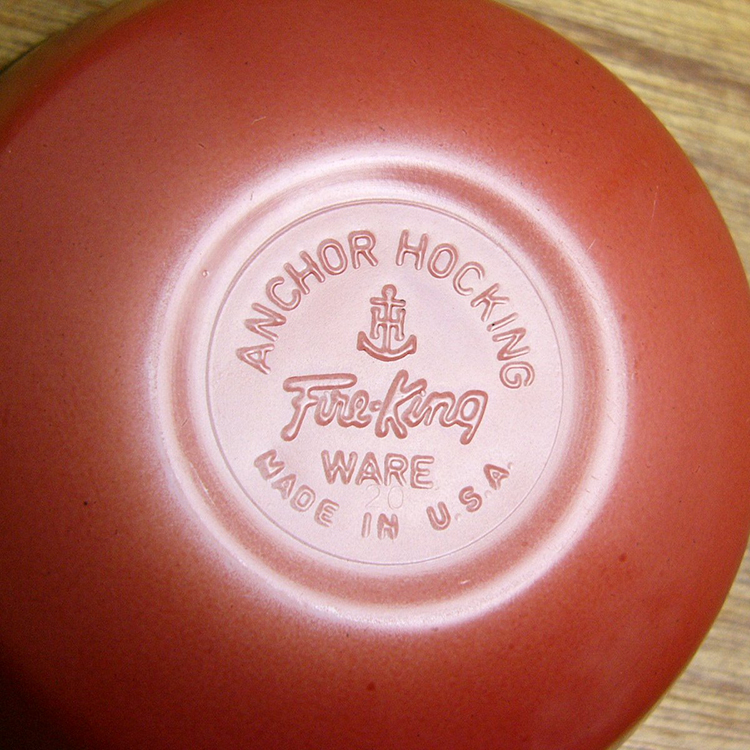 ANCHOR HOCKING
H
Fire-King
WARE
20
MADE IN U.S.A.